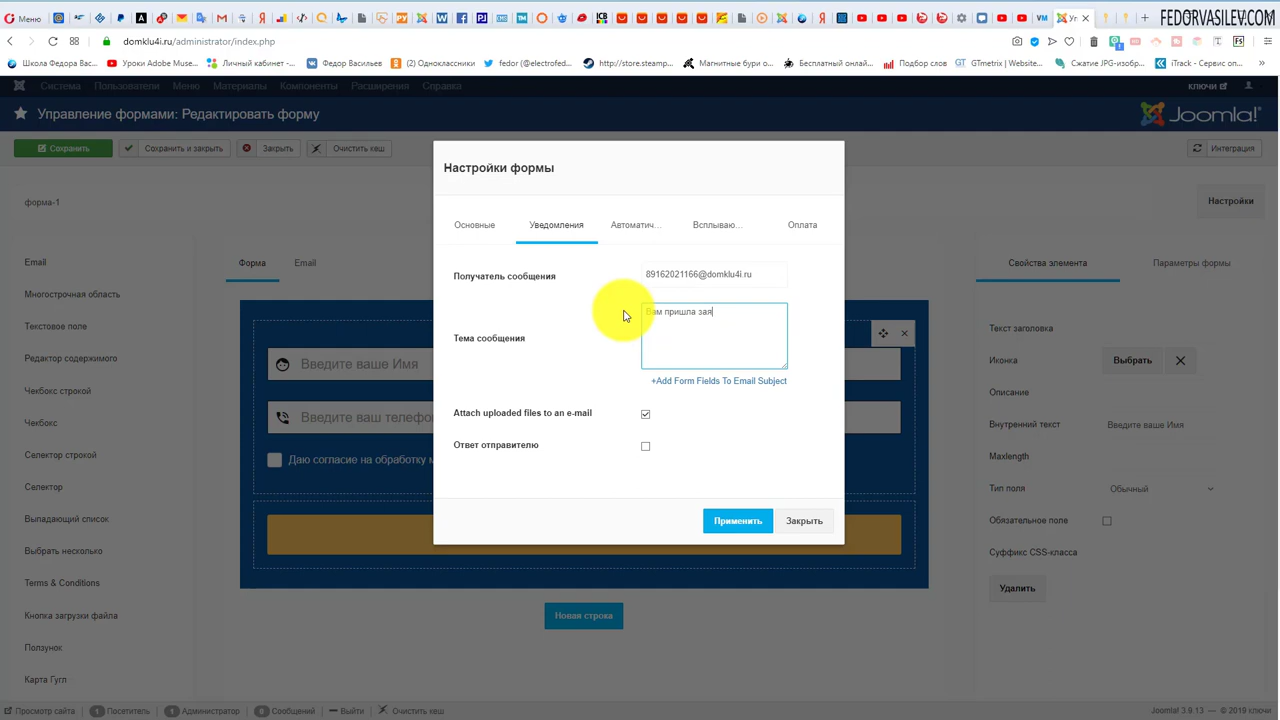 Меню
FEDORVASILEV.COM
domklu4i.ru/administrator/index.php
Школа Федора Вас...
Уроки Adobe Muse...
Личный кабинет -...
Федор Васильев
(2) Одноклассники
fedor (@electrofed...
http://store.steamp...
Магнитные бури о...
Бесплатный онлай...
Подбор слов
GTmetrix | Website...
Сжатие JPG-изобр...
iTrack - Сервис оп...
Система
Пользователи
Меню
Материалы
Компоненты
Расширения
Справка
КЛЮЧИ
Управление формами: Редактировать форму
Joomla!
Сохранить
Сохранить и закрыть
Закрыть
Очистить кеш
Интеграция
Настройки формы
форма-1
Настройки
Основные
Уведомления
Автоматич...
Всплываю...
Оплата
Email
Многострочная область
Текстовое поле
Редактор содержимого
Чекбокс строкой
Чекбокс
Селектор строкой
Селектор
Выпадающий список
Выбрать несколько
Terms & Conditions
Кнопка загрузки файла
Ползунок
Карта Гугл
Форма
Email
Введите ваше Имя
Введите ваш телефо
Даю согласие на обработку м
Новая строка
Получатель сообщения
89162021166@domklu4i.ru
Тема сообщения
Вам пришла зая
+Add Form Fields To Email Subject
Attach uploaded files to an e-mail
Ответ отправителю
Применить
Закрыть
Свойства элемента
Параметры формы
Текст заголовка
Иконка
Выбрать
Описание
Внутренний текст
Введите ваше Имя
Maxlength
Тип поля
Обычный
Обязательное поле
Суффикс CSS-класса
Удалить
Просмотр сайта
1 Посетитель
1 Администратор
0 Сообщений
Выйти
Очистить кеш
Joomla! 3.9.13 — © 2019 ключи